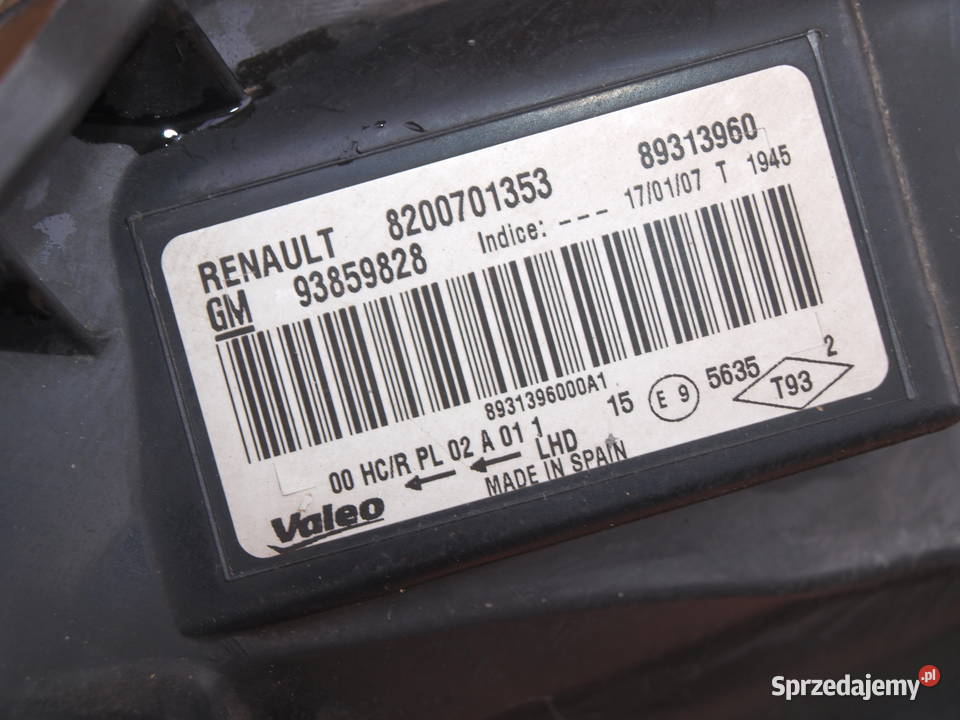 RENAULT 8200701353 89313960
GM 93859828 Indice: --- 17/01/07 T 1945
8931396000A1
00 HC/R PL 02 A 01 1 15 E 9 5635 T93 2
← ← LHD
Valeo MADE IN SPAIN
Sprzedajemy.pl